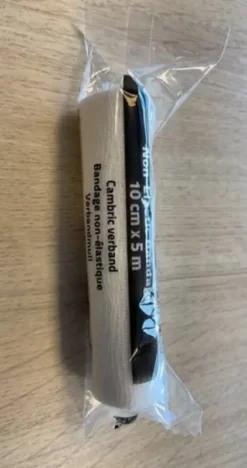 10 cm x 5 m
Cambric verband
Bandage non-élastique
Verbandmull